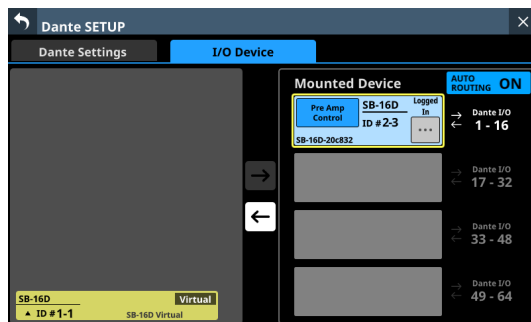 Dante SETUP
Dante Settings
I/O Device
Mounted Device
AUTO ROUTING ON
Pre Amp Control
SB-16D
ID #2-3
Logged In
...
SB-16D-20c832
Dante I/O
1 - 16
Dante I/O
17 - 32
Dante I/O
33 - 48
Dante I/O
49 - 64
SB-16D
Virtual
ID #1-1
SB-16D Virtual